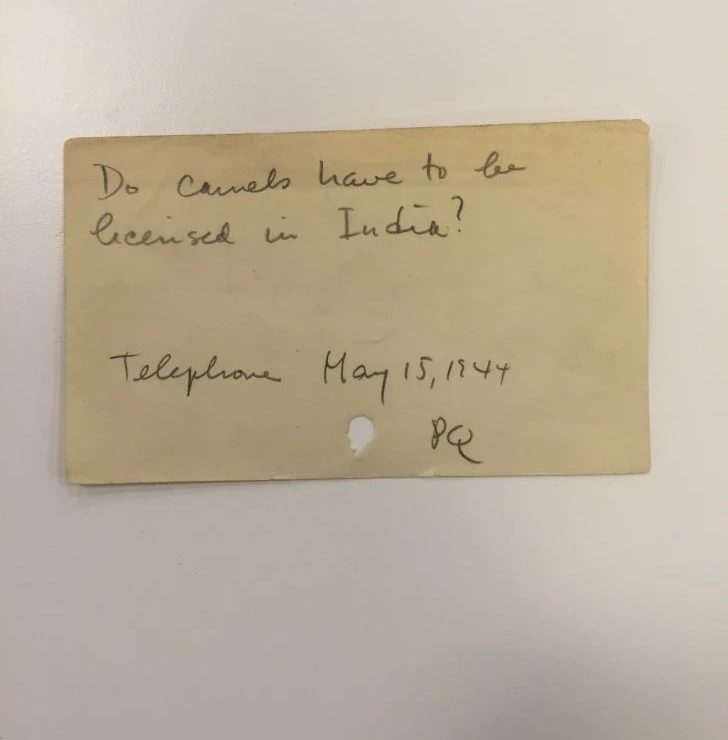 Do camels have to be
licensed in India?
Telephone May 15, 1944
PQ